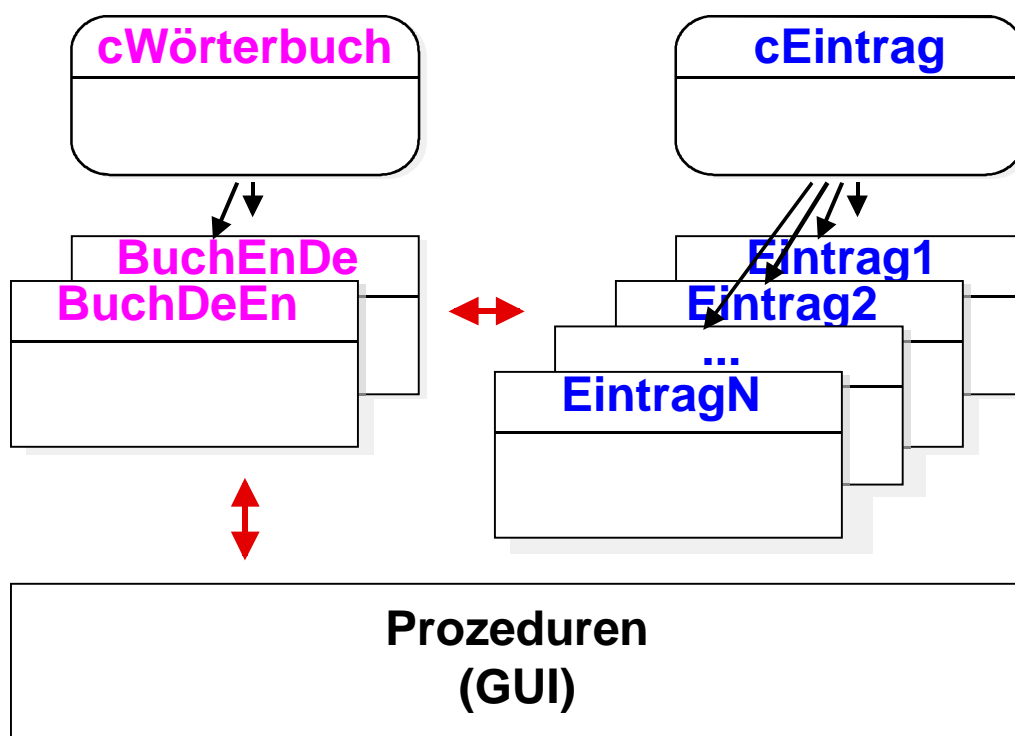 cWörterbuch
cEintrag
BuchEnDe
BuchDeEn
Eintrag1
Eintrag2
...
EintragN
Prozeduren
(GUI)